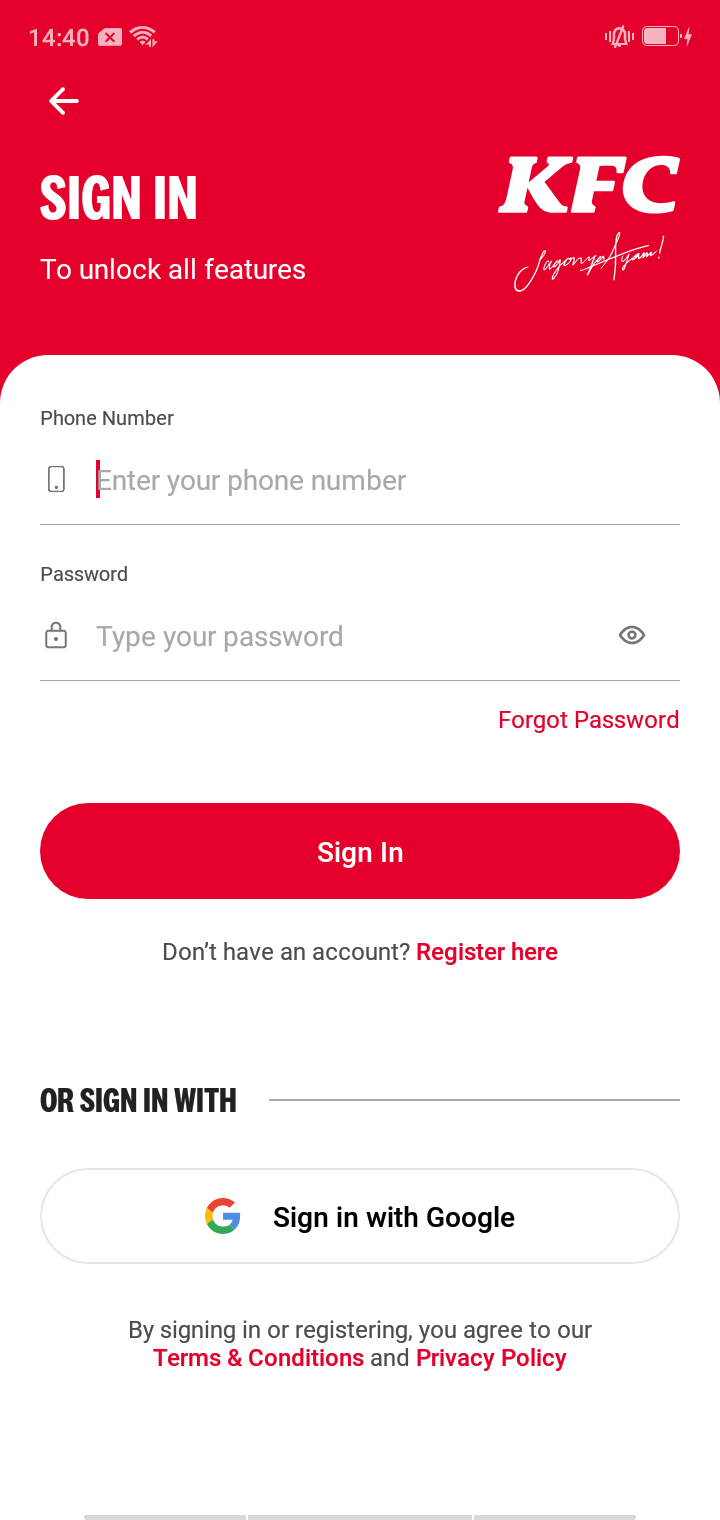 14:40
SIGN IN
KFC
To unlock all features
Jagonya Ayam!
Phone Number
Enter your phone number
Password
Type your password
Forgot Password
Sign In
Don’t have an account? Register here
OR SIGN IN WITH
Sign in with Google
By signing in or registering, you agree to our
Terms & Conditions and Privacy Policy